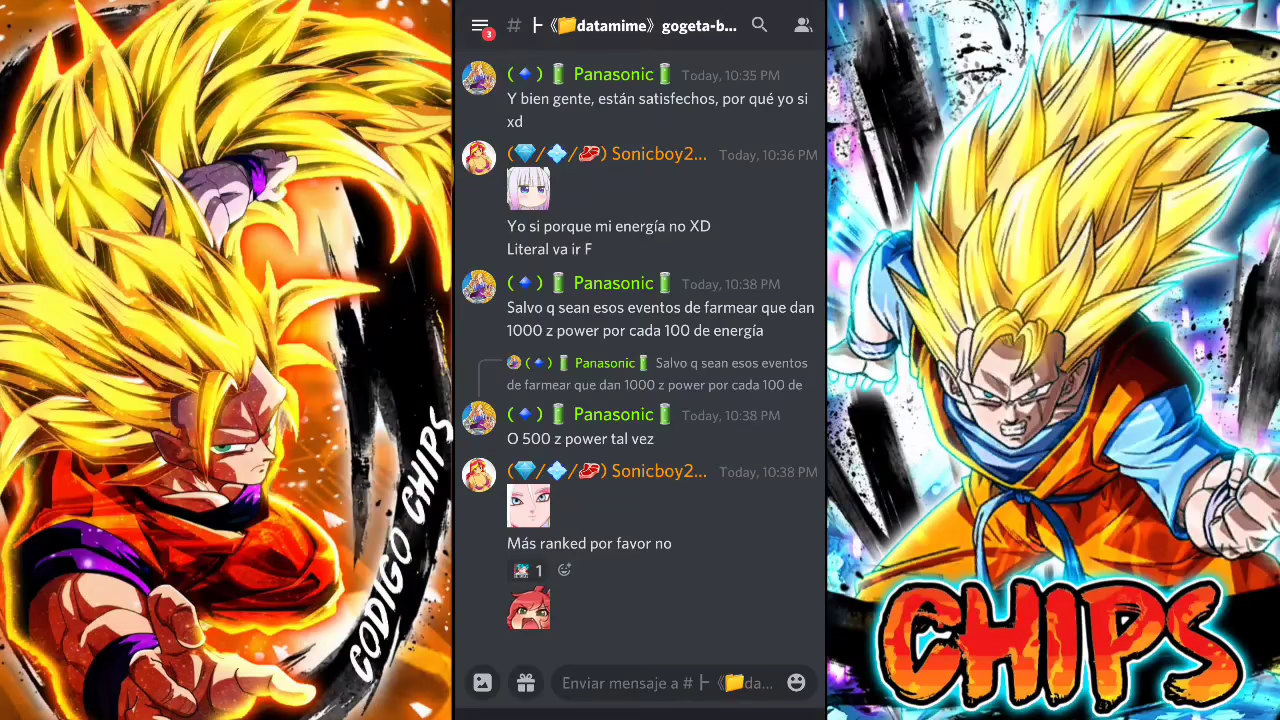 3
# ├《📁datamime》gogeta-b...
(🔹) 🔋 Panasonic🔋 Today, 10:35 PM
Y bien gente, están satisfechos, por qué yo si
xd
(💎/💠/🥩) Sonicboy2... Today, 10:36 PM
Yo si porque mi energía no XD
Literal va ir F
(🔹) 🔋 Panasonic🔋 Today, 10:38 PM
Salvo q sean esos eventos de farmear que dan
1000 z power por cada 100 de energía
(🔹) 🔋 Panasonic🔋 Salvo q sean esos eventos
de farmear que dan 1000 z power por cada 100 de
(🔹) 🔋 Panasonic🔋 Today, 10:38 PM
O 500 z power tal vez
(💎/💠/🥩) Sonicboy2... Today, 10:38 PM
Más ranked por favor no
1
Enviar mensaje a # ├《📁da...
CODIGO CHIPS
CHIPS